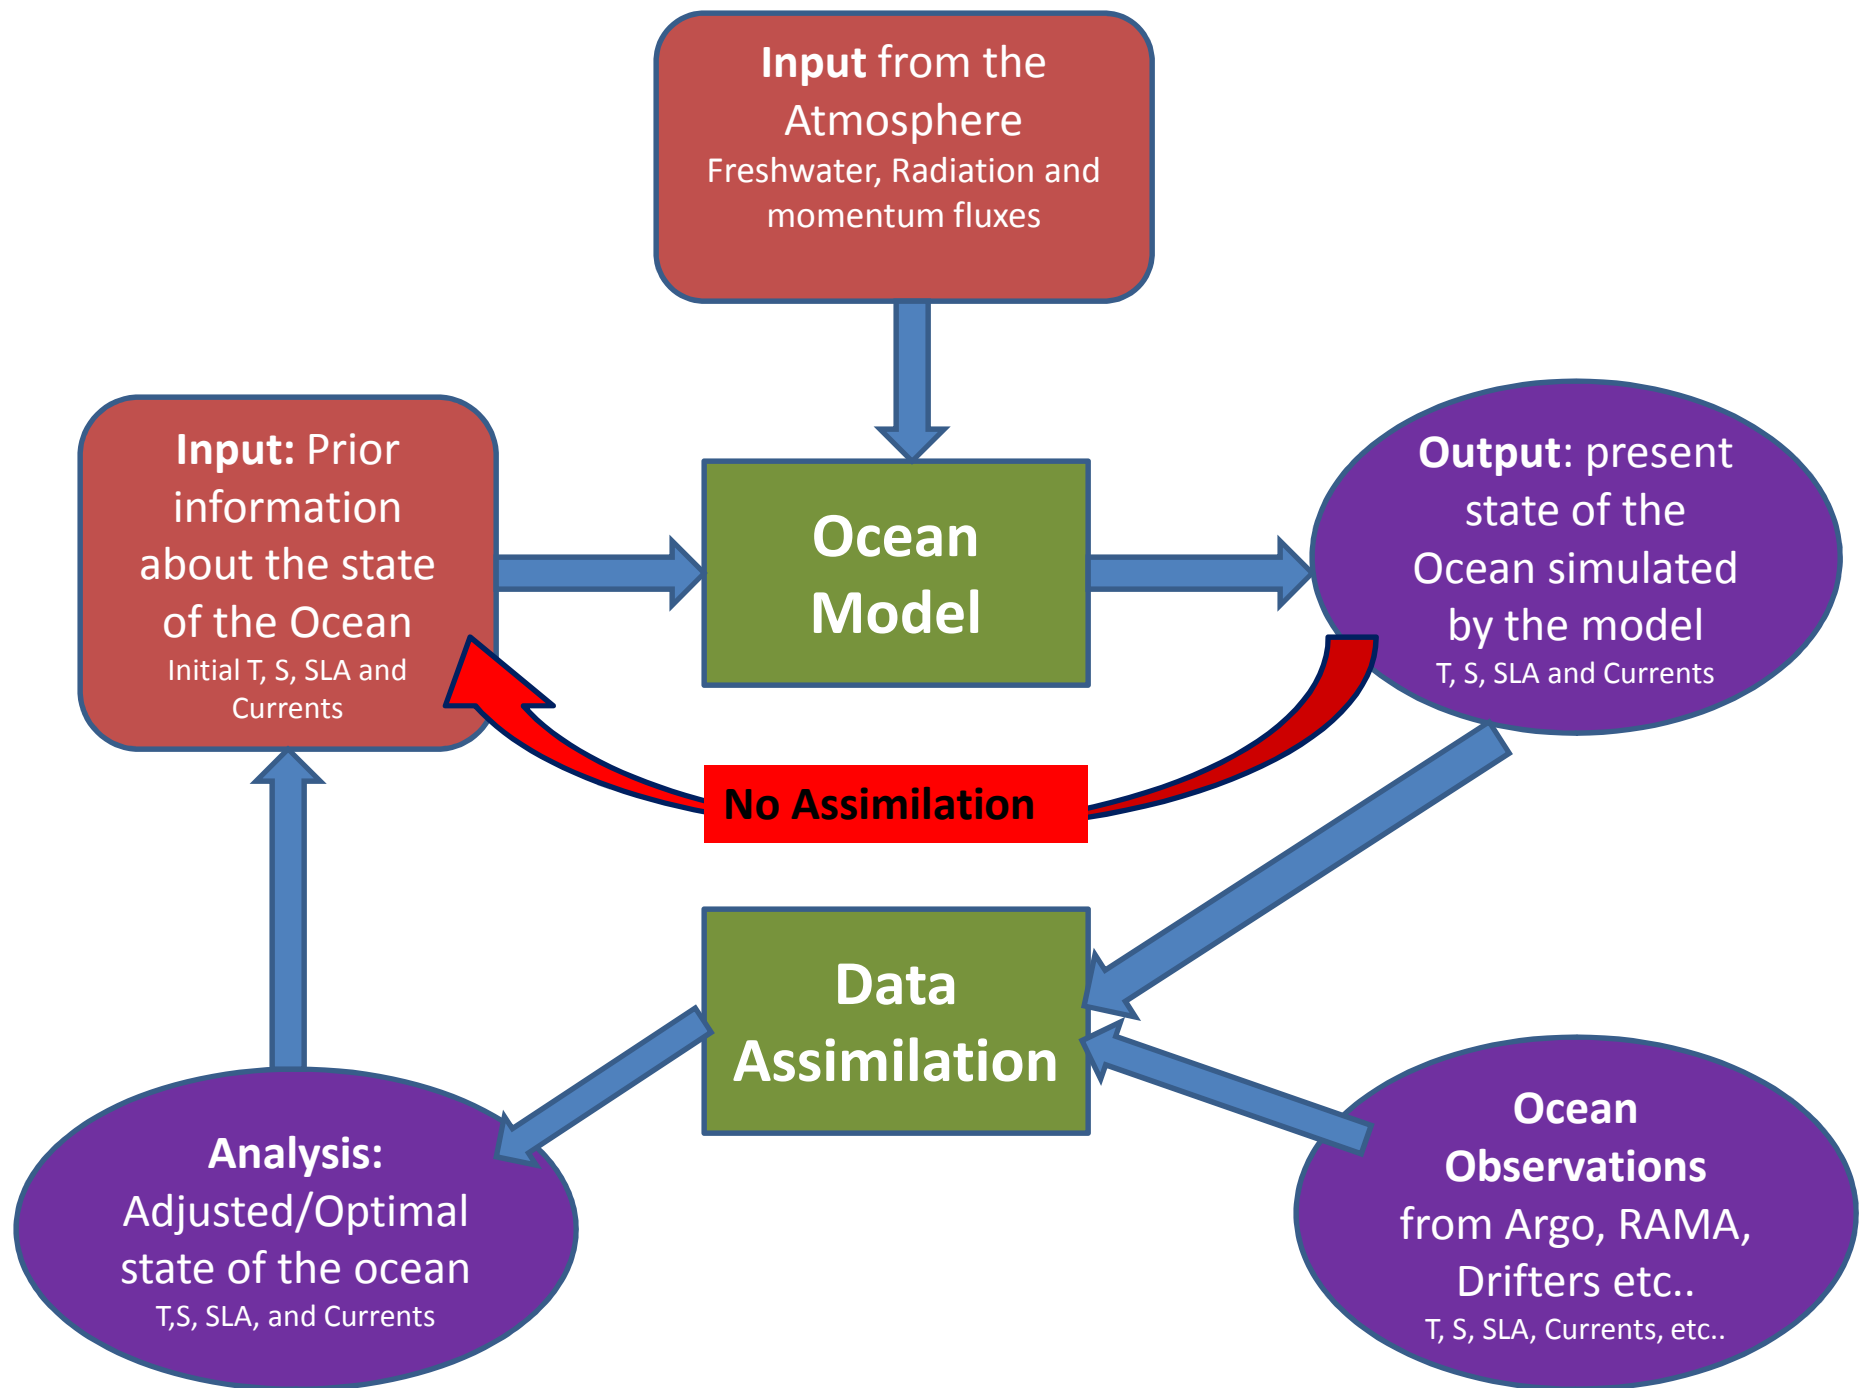 Input from the
Atmosphere
Freshwater, Radiation and
momentum fluxes
Input: Prior
information
about the state
of the Ocean
Initial T, S, SLA and
Currents
Ocean
Model
Output: present
state of the
Ocean simulated
by the model
T, S, SLA and Currents
No Assimilation
Data
Assimilation
Analysis:
Adjusted/Optimal
state of the ocean
T,S, SLA, and Currents
Ocean
Observations
from Argo, RAMA,
Drifters etc..
T, S, SLA, Currents, etc..